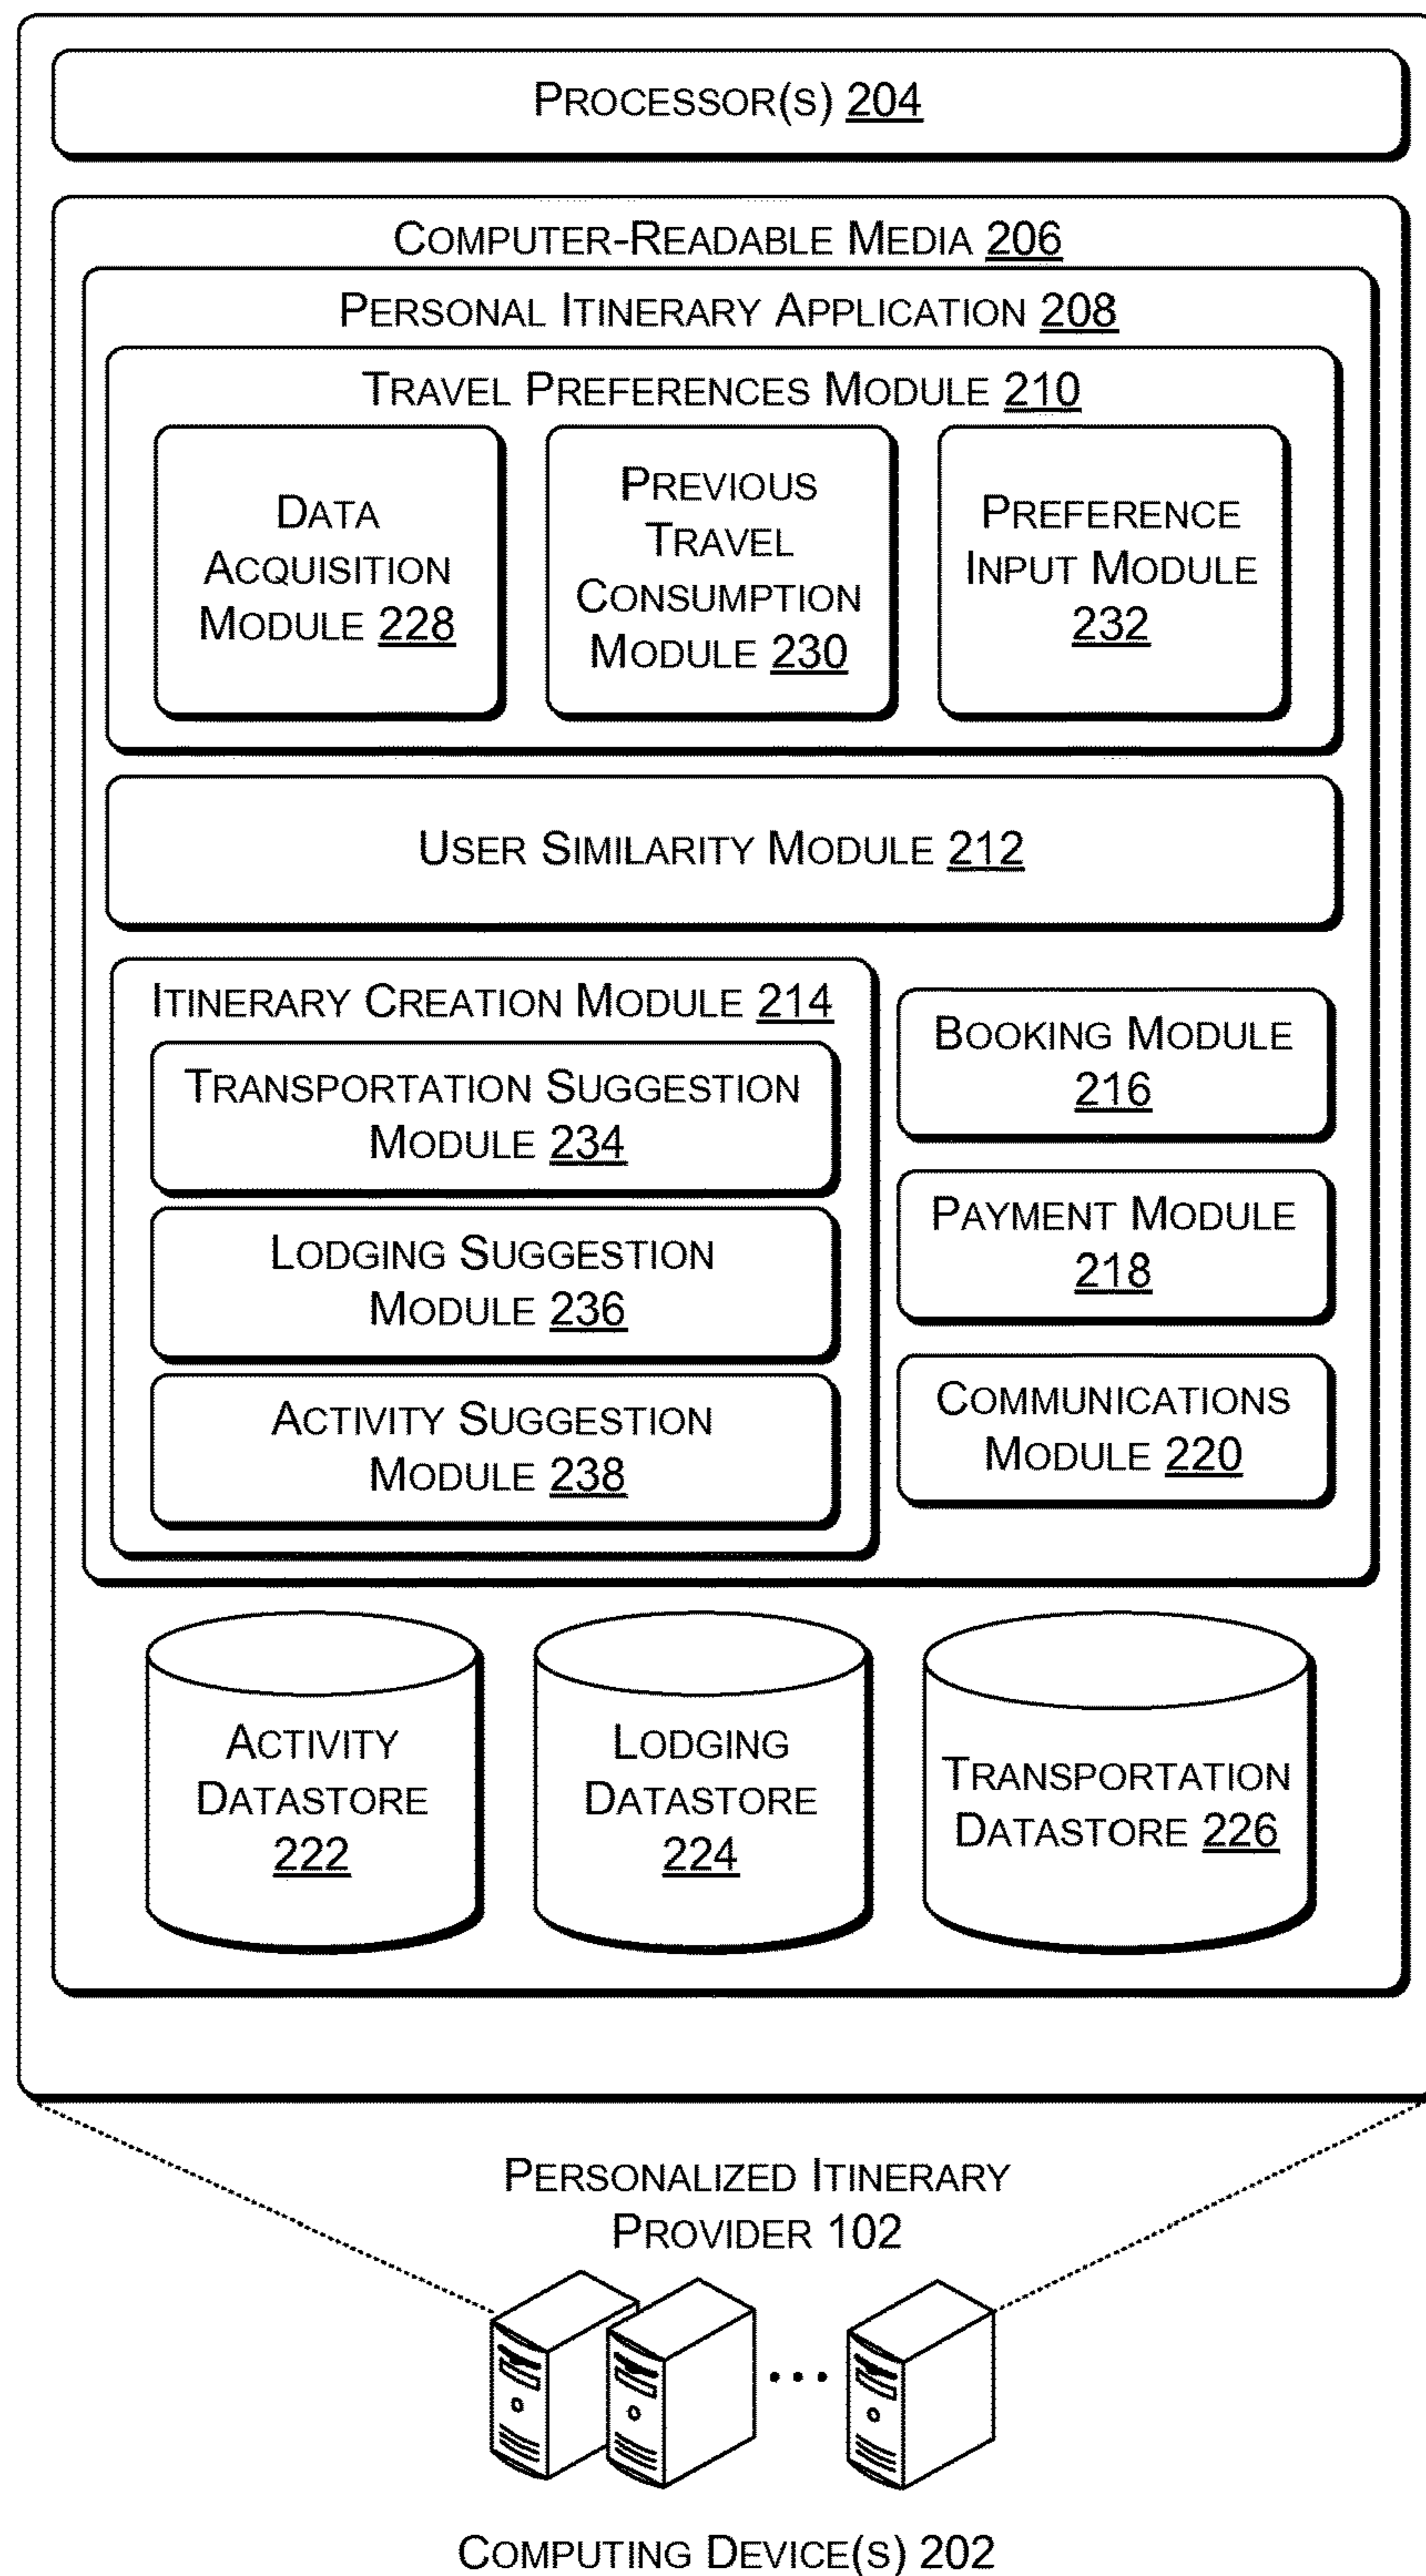 PROCESSOR(S) 204
COMPUTER-READABLE MEDIA 206
PERSONAL ITINERARY APPLICATION 208
TRAVEL PREFERENCES MODULE 210
DATA
ACQUISITION
MODULE 228
PREVIOUS
TRAVEL
CONSUMPTION
MODULE 230
PREFERENCE
INPUT MODULE
232
USER SIMILARITY MODULE 212
ITINERARY CREATION MODULE 214
TRANSPORTATION SUGGESTION
MODULE 234
LODGING SUGGESTION
MODULE 236
ACTIVITY SUGGESTION
MODULE 238
BOOKING MODULE
216
PAYMENT MODULE
218
COMMUNICATIONS
MODULE 220
ACTIVITY
DATASTORE
222
LODGING
DATASTORE
224
TRANSPORTATION
DATASTORE 226
PERSONALIZED ITINERARY
PROVIDER 102
COMPUTING DEVICE(S) 202